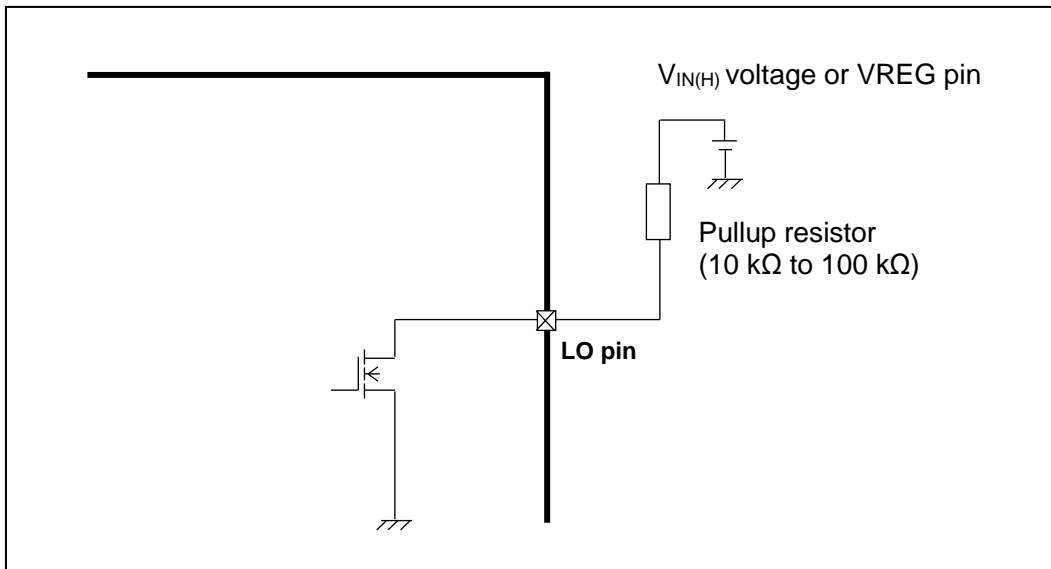 VIN(H) voltage or VREG pin
Pullup resistor
(10 kΩ to 100 kΩ)
LO pin